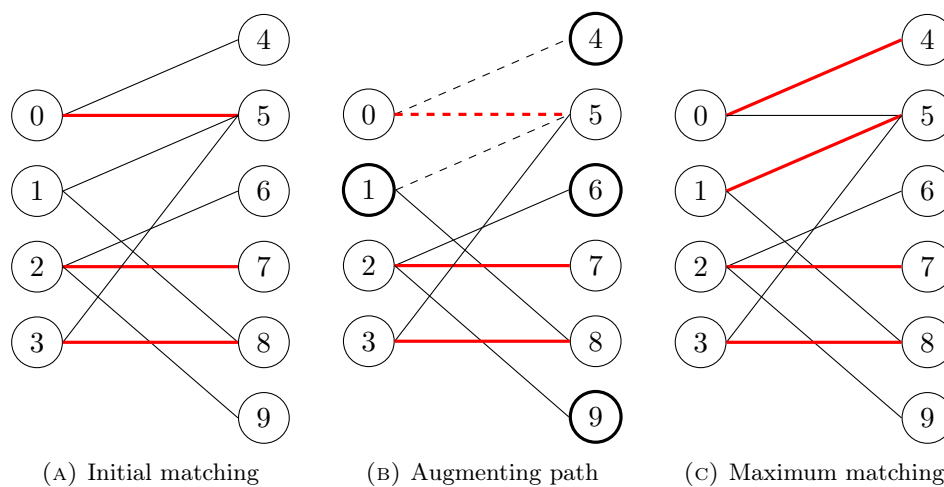 4 4 4
0 5 0 5 0 5
1 6 1 6 1 6
2 7 2 7 2 7
3 8 3 8 3 8
9 9 9
(A) Initial matching (B) Augmenting path (C) Maximum matching